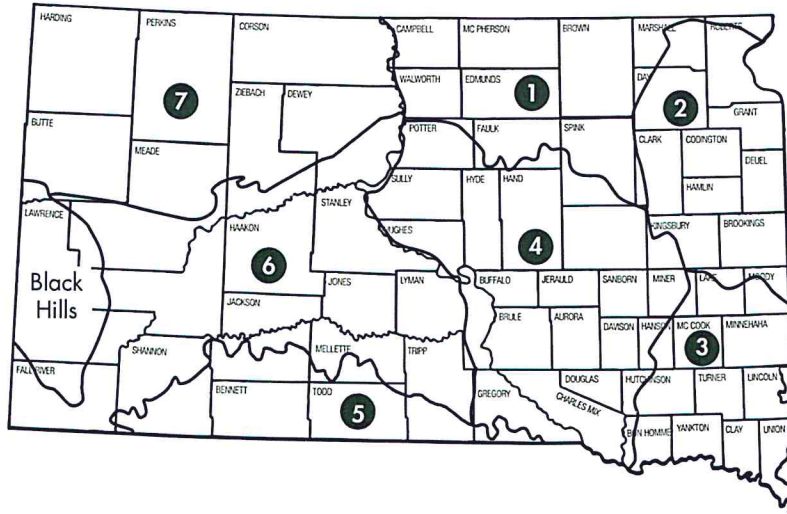 HARDING
PERKINS
CORSON
CAMPBELL
MC PHERSON
BROWN
MARSHALL
ROBERTS
7
WALWORTH
EDMUNDS
1
DAY
2
ZIEBACH
DEWEY
GRANT
BUTTE
MEADE
POTTER
FAULK
SPINK
CLARK
CODINGTON
DEUEL
SULLY
HYDE
HAND
HAMLIN
LAWRENCE
STANLEY
HAAKON
HUGHES
4
KINGSBURY
BROOKINGS
6
Black
Hills
JONES
LYMAN
BUFFALO
JERAULD
SANBORN
MINER
LAKE
MOODY
JACKSON
BRULE
AURORA
DAVISON
HANSON
MC COOK
MINNEHAHA
3
SHANNON
MELLETTE
TRIPP
FALL RIVER
BENNETT
TODD
5
GREGORY
DOUGLAS
CHARLES MIX
HUTCHINSON
TURNER
LINCOLN
BON HOMME
YANKTON
CLAY
UNION